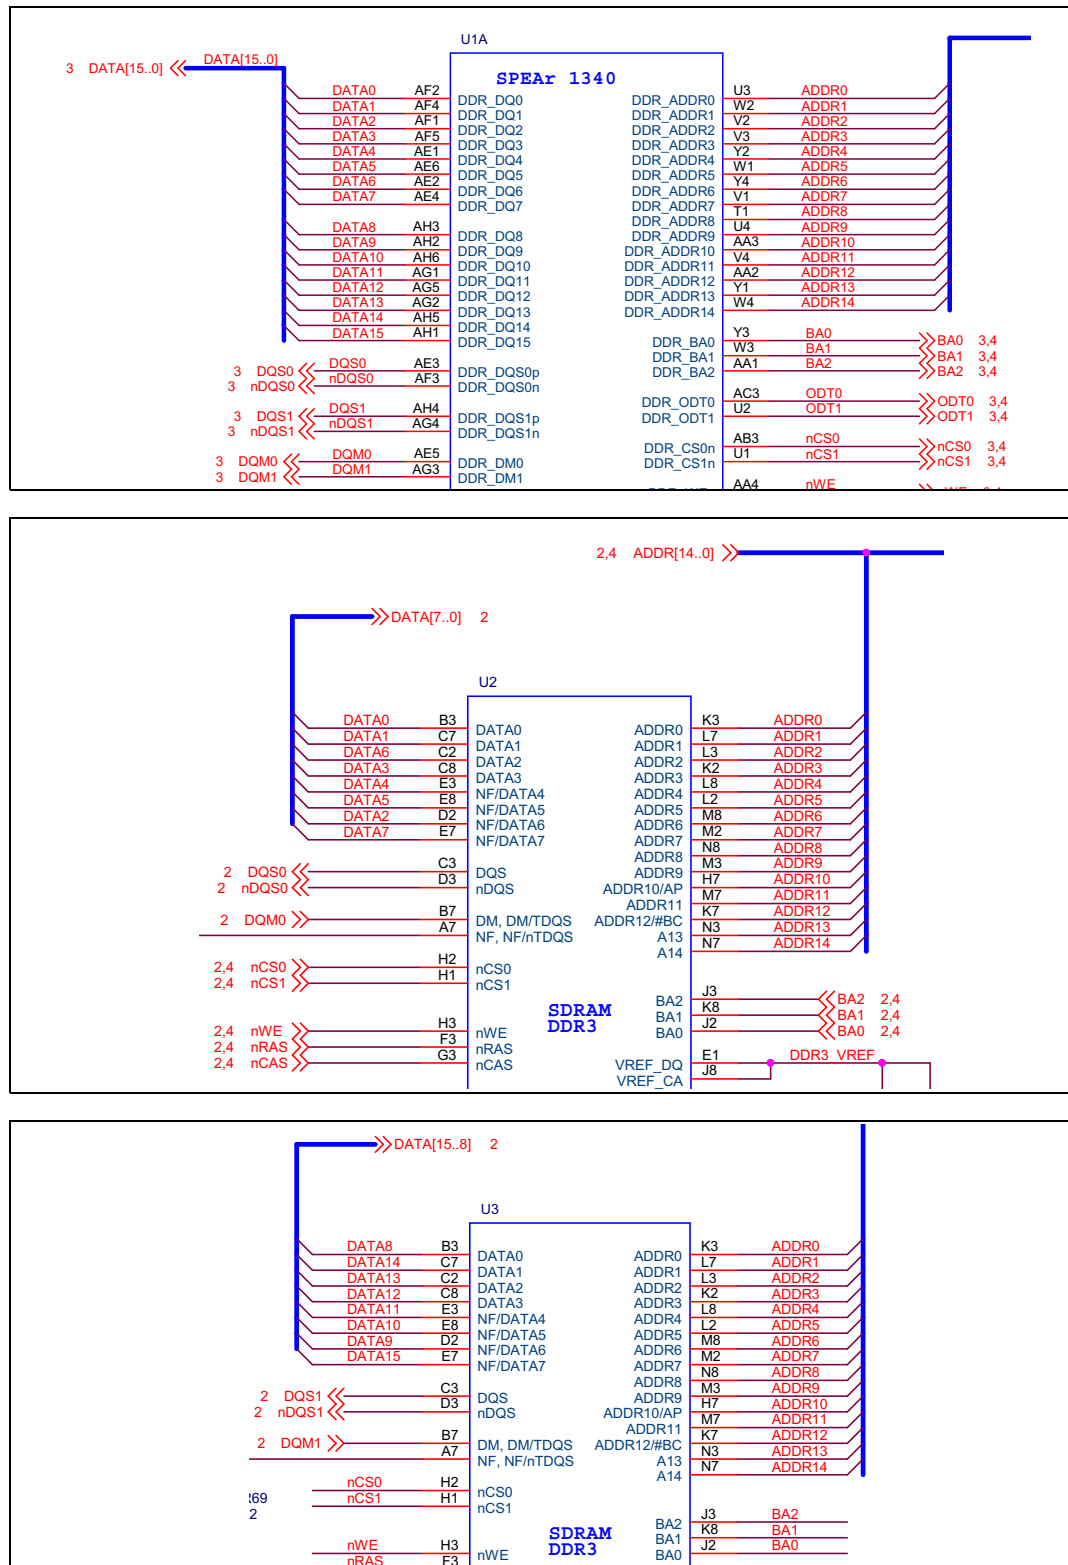 U1A
SPEAr 1340
3 DATA[15..0] DATA[15..0]
DATA0 AF2 DDR_DQ0 DDR_ADDR0 U3 ADDR0
DATA1 AF4 DDR_DQ1 DDR_ADDR1 W2 ADDR1
DATA2 AF1 DDR_DQ2 DDR_ADDR2 V2 ADDR2
DATA3 AF5 DDR_DQ3 DDR_ADDR3 V3 ADDR3
DATA4 AE1 DDR_DQ4 DDR_ADDR4 Y2 ADDR4
DATA5 AE6 DDR_DQ5 DDR_ADDR5 W1 ADDR5
DATA6 AE2 DDR_DQ6 DDR_ADDR6 Y4 ADDR6
DATA7 AE4 DDR_DQ7 DDR_ADDR7 V1 ADDR7
DDR_ADDR8 T1 ADDR8
DATA8 AH3 DDR_DQ8 DDR_ADDR9 U4 ADDR9
DATA9 AH2 DDR_DQ9 DDR_ADDR10 AA3 ADDR10
DATA10 AH6 DDR_DQ10 DDR_ADDR11 V4 ADDR11
DATA11 AG1 DDR_DQ11 DDR_ADDR12 AA2 ADDR12
DATA12 AG5 DDR_DQ12 DDR_ADDR13 Y1 ADDR13
DATA13 AG2 DDR_DQ13 DDR_ADDR14 W4 ADDR14
DATA14 AH5 DDR_DQ14
DATA15 AH1 DDR_DQ15 DDR_BA0 Y3 BA0 BA0 3,4
DDR_BA1 W3 BA1 BA1 3,4
3 DQS0 DQS0 AE3 DDR_DQS0p DDR_BA2 AA1 BA2 BA2 3,4
3 nDQS0 nDQS0 AF3 DDR_DQS0n
DDR_ODT0 AC3 ODT0 ODT0 3,4
3 DQS1 DQS1 AH4 DDR_DQS1p DDR_ODT1 U2 ODT1 ODT1 3,4
3 nDQS1 nDQS1 AG4 DDR_DQS1n
DDR_CS0n AB3 nCS0 nCS0 3,4
3 DQM0 DQM0 AE5 DDR_DM0 DDR_CS1n U1 nCS1 nCS1 3,4
3 DQM1 DQM1 AG3 DDR_DM1
AA4 nWE
2,4 ADDR[14..0]
DATA[7..0] 2
U2
DATA0 B3 DATA0 ADDR0 K3 ADDR0
DATA1 C7 DATA1 ADDR1 L7 ADDR1
DATA6 C2 DATA2 ADDR2 L3 ADDR2
DATA3 C8 DATA3 ADDR3 K2 ADDR3
DATA4 E3 NF/DATA4 ADDR4 L8 ADDR4
DATA5 E8 NF/DATA5 ADDR5 L2 ADDR5
DATA2 D2 NF/DATA6 ADDR6 M8 ADDR6
DATA7 E7 NF/DATA7 ADDR7 M2 ADDR7
ADDR8 N8 ADDR8
2 DQS0 C3 DQS ADDR9 M3 ADDR9
2 nDQS0 D3 nDQS ADDR10/AP H7 ADDR10
ADDR11 M7 ADDR11
2 DQM0 B7 DM, DM/TDQS ADDR12/#BC K7 ADDR12
A7 NF, NF/nTDQS A13 N3 ADDR13
A14 N7 ADDR14
2,4 nCS0 H2 nCS0
2,4 nCS1 H1 nCS1
BA2 J3 BA2 2,4
SDRAM BA1 K8 BA1 2,4
DDR3 BA0 J2 BA0 2,4
2,4 nWE H3 nWE
2,4 nRAS F3 nRAS
2,4 nCAS G3 nCAS VREF_DQ E1 DDR3_VREF
VREF_CA J8
DATA[15..8] 2
U3
DATA8 B3 DATA0 ADDR0 K3 ADDR0
DATA14 C7 DATA1 ADDR1 L7 ADDR1
DATA13 C2 DATA2 ADDR2 L3 ADDR2
DATA12 C8 DATA3 ADDR3 K2 ADDR3
DATA11 E3 NF/DATA4 ADDR4 L8 ADDR4
DATA10 E8 NF/DATA5 ADDR5 L2 ADDR5
DATA9 D2 NF/DATA6 ADDR6 M8 ADDR6
DATA15 E7 NF/DATA7 ADDR7 M2 ADDR7
ADDR8 N8 ADDR8
2 DQS1 C3 DQS ADDR9 M3 ADDR9
2 nDQS1 D3 nDQS ADDR10/AP H7 ADDR10
ADDR11 M7 ADDR11
2 DQM1 B7 DM, DM/TDQS ADDR12/#BC K7 ADDR12
A7 NF, NF/nTDQS A13 N3 ADDR13
A14 N7 ADDR14
nCS0 H2 nCS0
69 nCS1 H1 nCS1
2
BA2 J3 BA2
SDRAM BA1 K8 BA1
DDR3 BA0 J2 BA0
nWE H3 nWE
nRAS F3